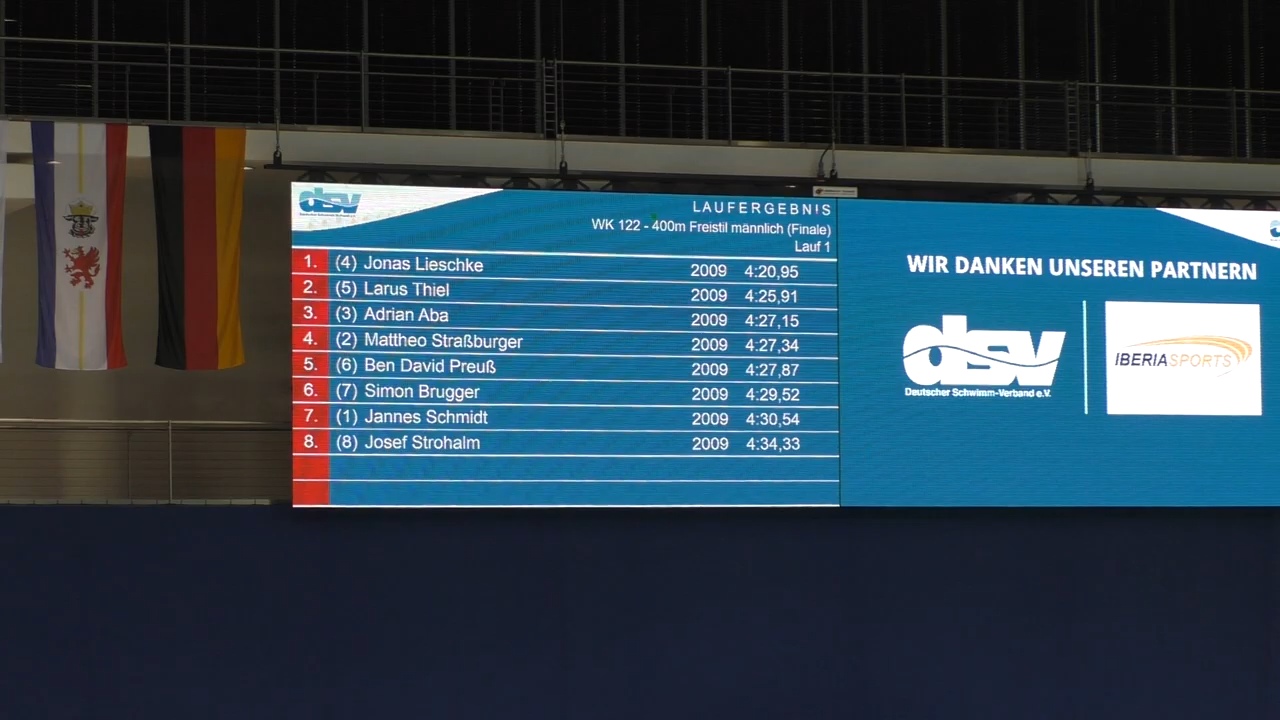 dsv
Deutscher Schwimm-Verband e.V.
LAUFERGEBNIS
WK 122 - 400m Freistil männlich (Finale)
Lauf 1
1. (4) Jonas Lieschke 2009 4:20,95
2. (5) Larus Thiel 2009 4:25,91
3. (3) Adrian Aba 2009 4:27,15
4. (2) Mattheo Straßburger 2009 4:27,34
5. (6) Ben David Preuß 2009 4:27,87
6. (7) Simon Brugger 2009 4:29,52
7. (1) Jannes Schmidt 2009 4:30,54
8. (8) Josef Strohalm 2009 4:34,33
WIR DANKEN UNSEREN PARTNERN
dsv
Deutscher Schwimm-Verband e.V.
IBERIASPORTS